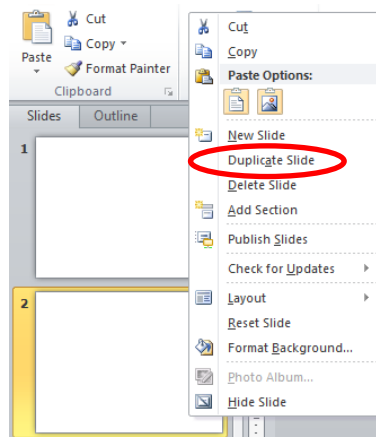 Cut
Copy
Paste
Format Painter
Clipboard
Slides Outline
1
2
Cut
Copy
Paste Options:
New Slide
Duplicate Slide
Delete Slide
Add Section
Publish Slides
Check for Updates
Layout
Reset Slide
Format Background...
Photo Album...
Hide Slide